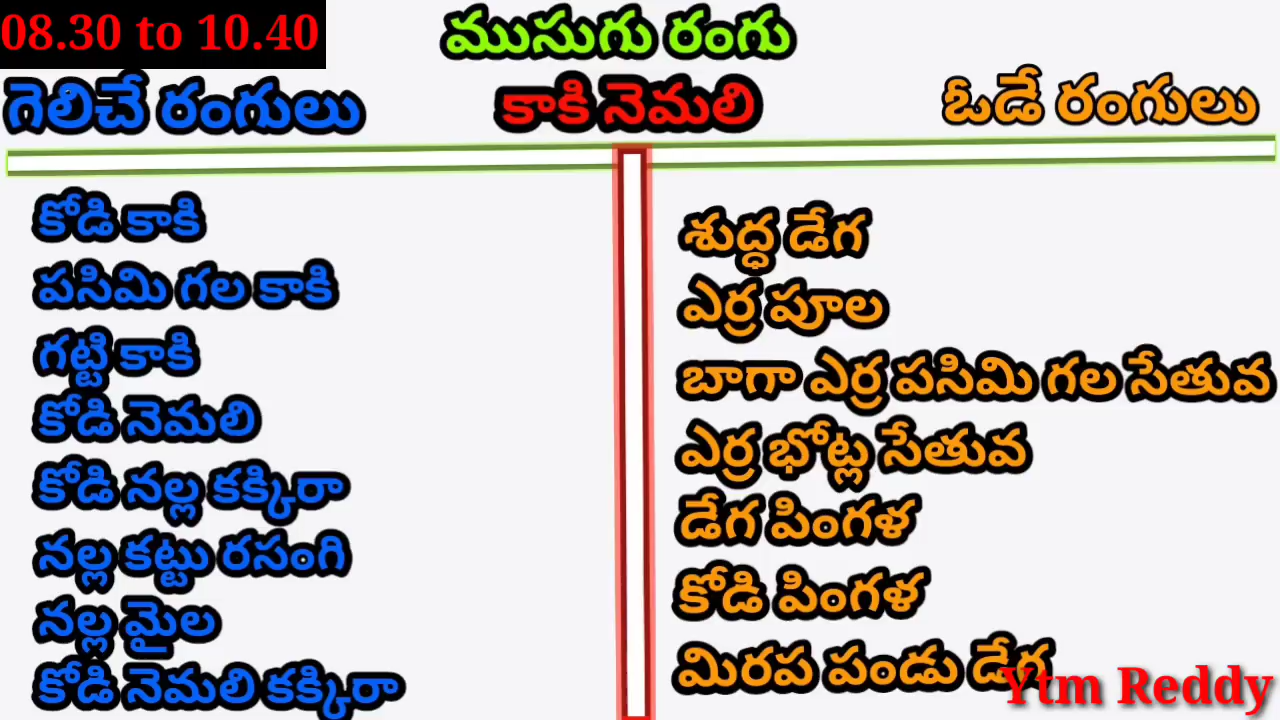 08.30 to 10.40
ముసుగు రంగు
గెలిచే రంగులు
కాకి నెమలి
ఓడే రంగులు
కోడి కాకి
పసిమి గల కాకి
గట్టి కాకి
కోడి నెమలి
కోడి నల్ల కక్కిరా
నల్ల కట్టు రసంగి
నల్ల మైల
కోడి నెమలి కక్కిరా
శుద్ధ డేగ
ఎర్ర పూల
బాగా ఎర్ర పసిమి గల సేతువ
ఎర్ర భోట్ల సేతువ
డేగ పింగళ
కోడి పింగళ
మిరప పండు డేగ
Ytm Reddy